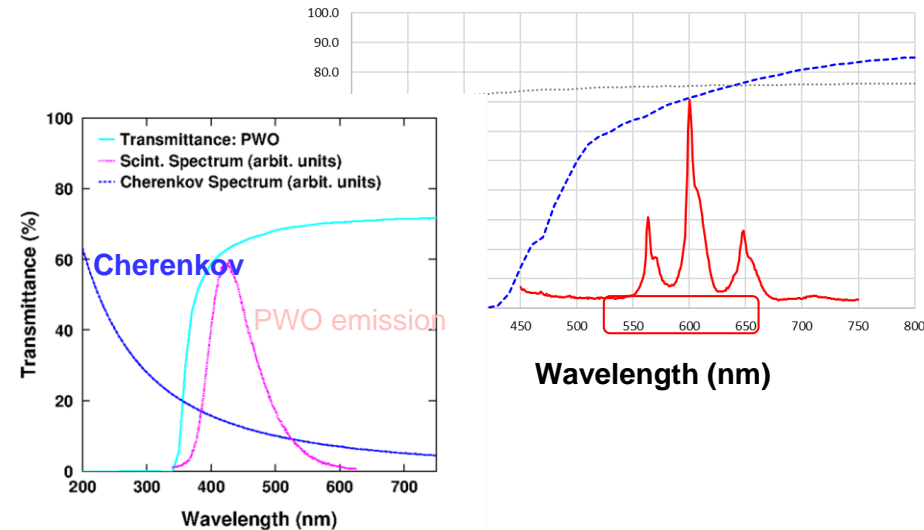 100.0
90.0
80.0
100
80
60
40
20
0
Transmittance (%)
Transmittance: PWO
Scint. Spectrum (arbit. units)
Cherenkov Spectrum (arbit. units)
Cherenkov
PWO emission
200 300 400 500 600 700
Wavelength (nm)
450 500 550 600 650 700 750 800
Wavelength (nm)